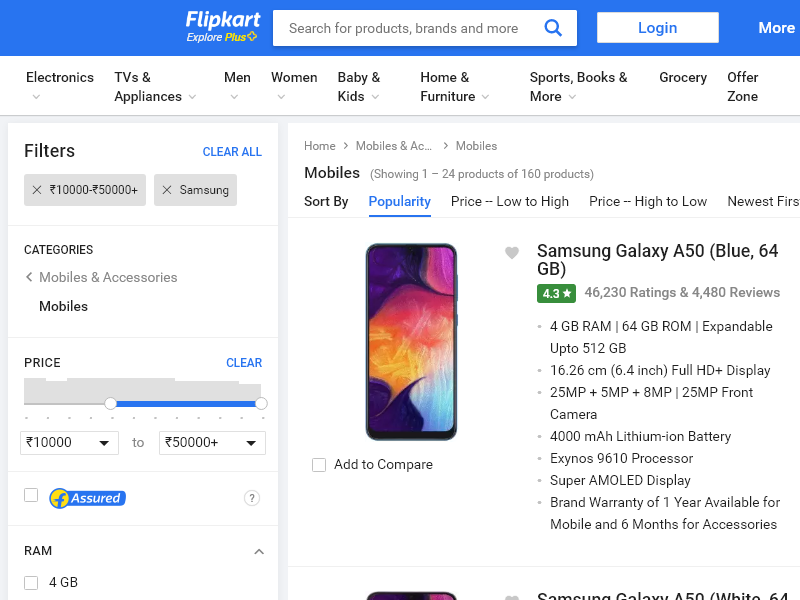 Flipkart
Explore Plus
Search for products, brands and more
Login
More
Electronics
TVs &
Appliances
Men
Women
Baby &
Kids
Home &
Furniture
Sports, Books &
More
Grocery
Offer
Zone
Filters
CLEAR ALL
₹10000-₹50000+
Samsung
CATEGORIES
Mobiles & Accessories
Mobiles
PRICE
CLEAR
₹10000
to
₹50000+
Assured
?
RAM
4 GB
Home
Mobiles & Ac...
Mobiles
Mobiles (Showing 1 – 24 products of 160 products)
Sort By
Popularity
Price -- Low to High
Price -- High to Low
Newest Firs
Samsung Galaxy A50 (Blue, 64
GB)
4.3
46,230 Ratings & 4,480 Reviews
4 GB RAM | 64 GB ROM | Expandable
Upto 512 GB
16.26 cm (6.4 inch) Full HD+ Display
25MP + 5MP + 8MP | 25MP Front
Camera
4000 mAh Lithium-ion Battery
Exynos 9610 Processor
Super AMOLED Display
Brand Warranty of 1 Year Available for
Mobile and 6 Months for Accessories
Add to Compare
Samsung Galaxy A50 (White, 64